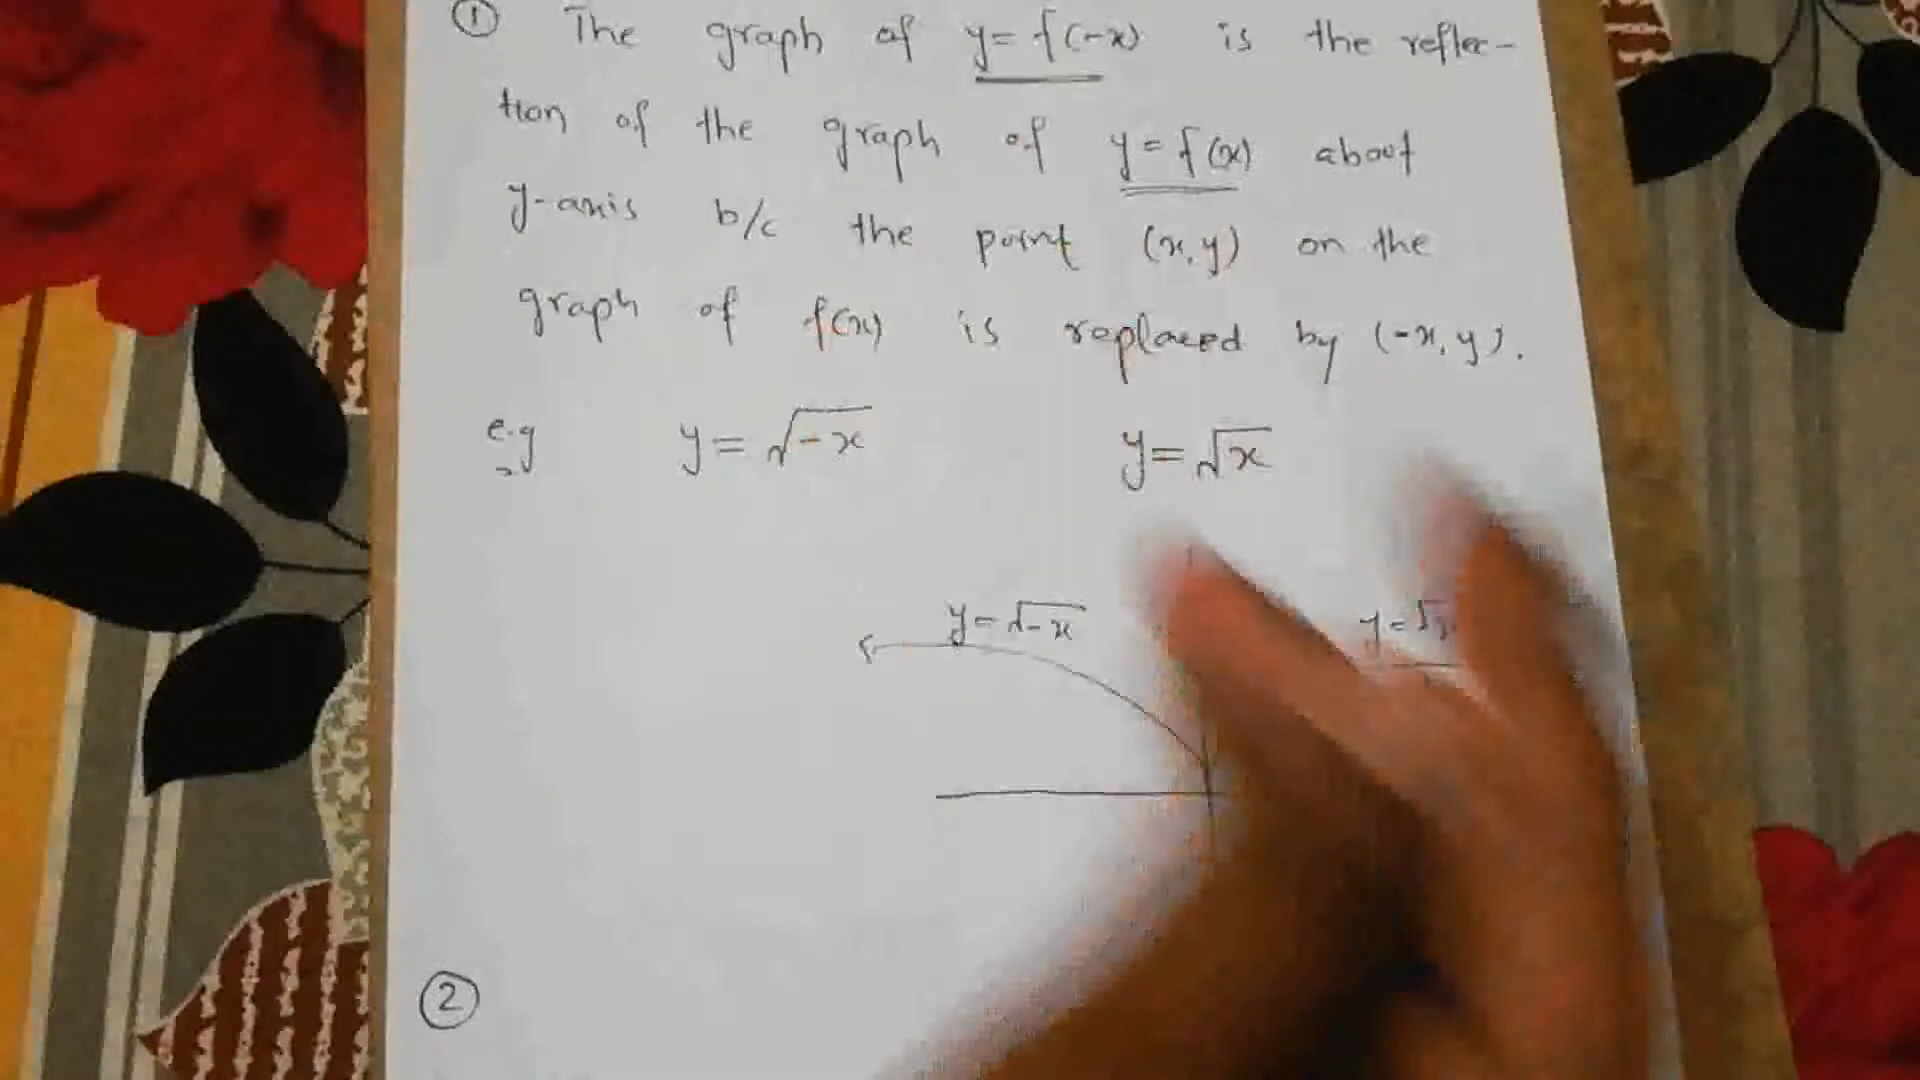 ① The graph of y = f(-x) is the reflec-
tion of the graph of y = f(x) about
y-axis b/c the point (x, y) on the
graph of f(x) is replaced by (-x, y).
e.g y = √-x y = √x
y = √-x y = √x
②